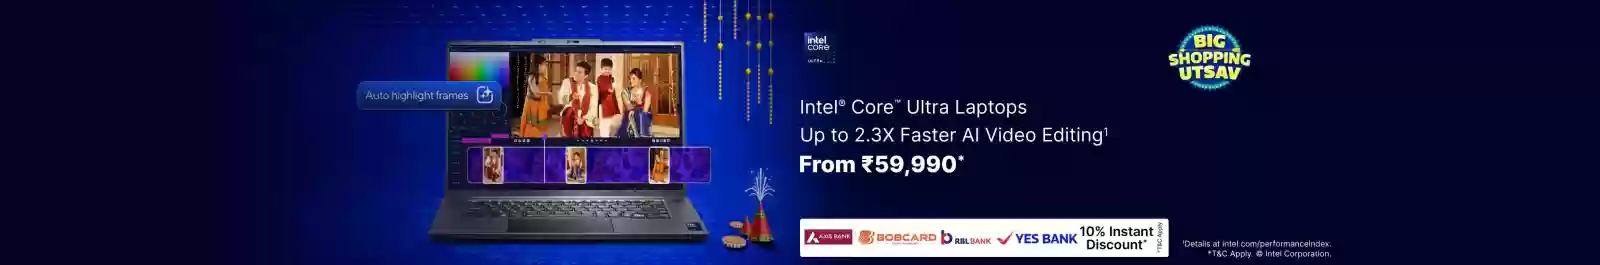 Auto highlight frames
intel
CORE
ULTRA
Intel® Core™ Ultra Laptops
Up to 2.3X Faster AI Video Editing¹
From ₹59,990*
BIG
SHOPPING
UTSAV
AXIS BANK
BOBCARD
RBLBANK
YES BANK
10% Instant
Discount*
*T&C Apply
¹Details at intel.com/performanceindex.
*T&C Apply. © Intel Corporation.